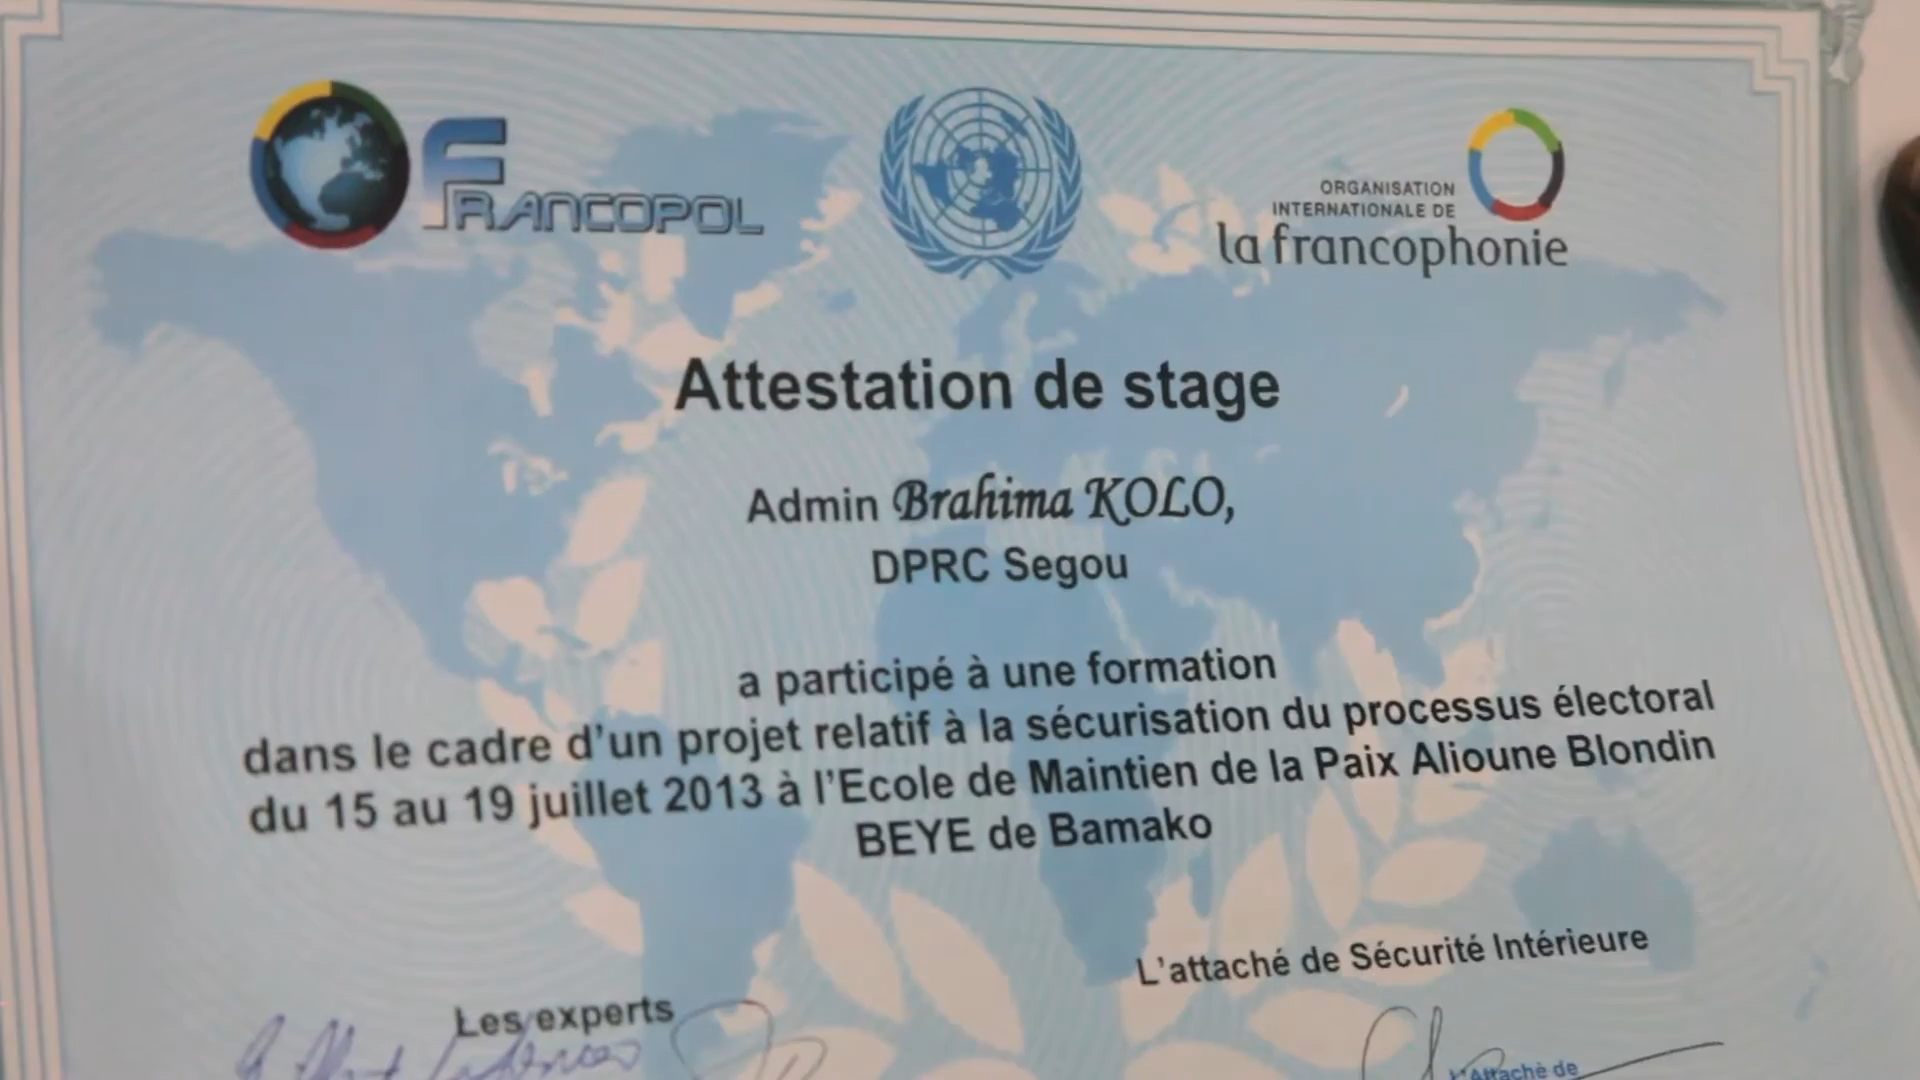 FRANCOPOL
ORGANISATION
INTERNATIONALE DE
la francophonie
Attestation de stage
Admin Brahima KOLO,
DPRC Segou
a participé à une formation
dans le cadre d'un projet relatif à la sécurisation du processus électoral
du 15 au 19 juillet 2013 à l'Ecole de Maintien de la Paix Alioune Blondin
BEYE de Bamako
L'attaché de Sécurité Intérieure
Les experts
L'Attaché de